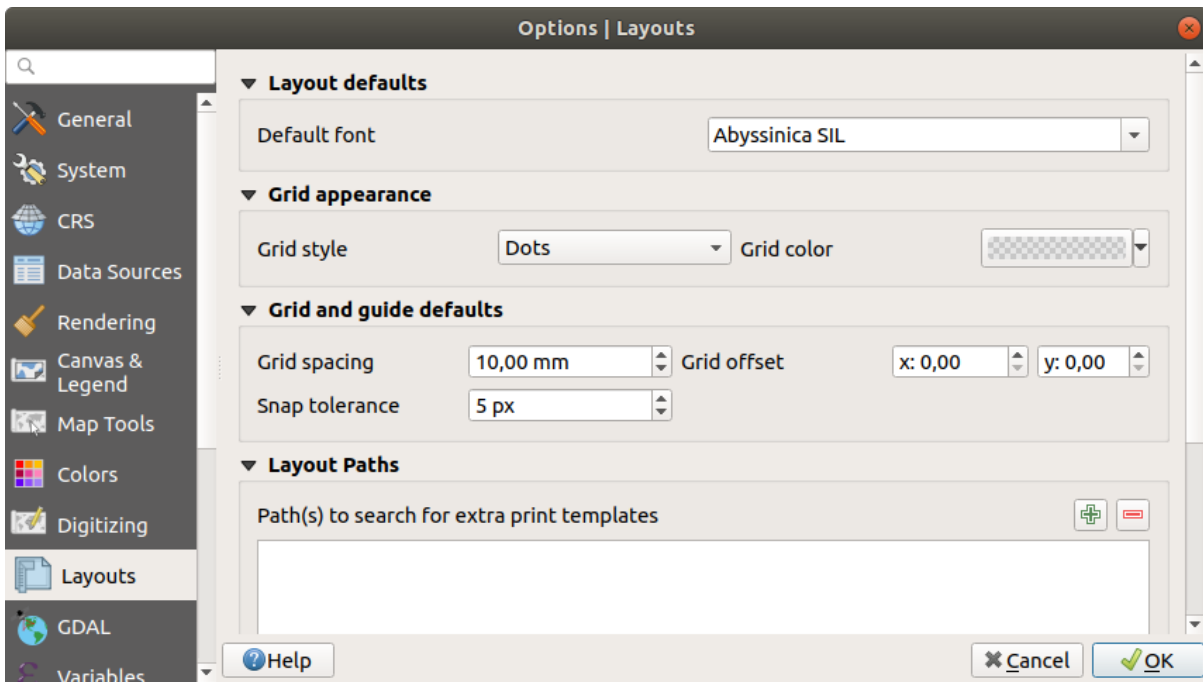 Options | Layouts
General
System
CRS
Data Sources
Rendering
Canvas &
Legend
Map Tools
Colors
Digitizing
Layouts
GDAL
Variables
Layout defaults
Default font Abyssinica SIL
Grid appearance
Grid style Dots Grid color
Grid and guide defaults
Grid spacing 10,00 mm Grid offset x: 0,00 y: 0,00
Snap tolerance 5 px
Layout Paths
Path(s) to search for extra print templates
Help Cancel OK